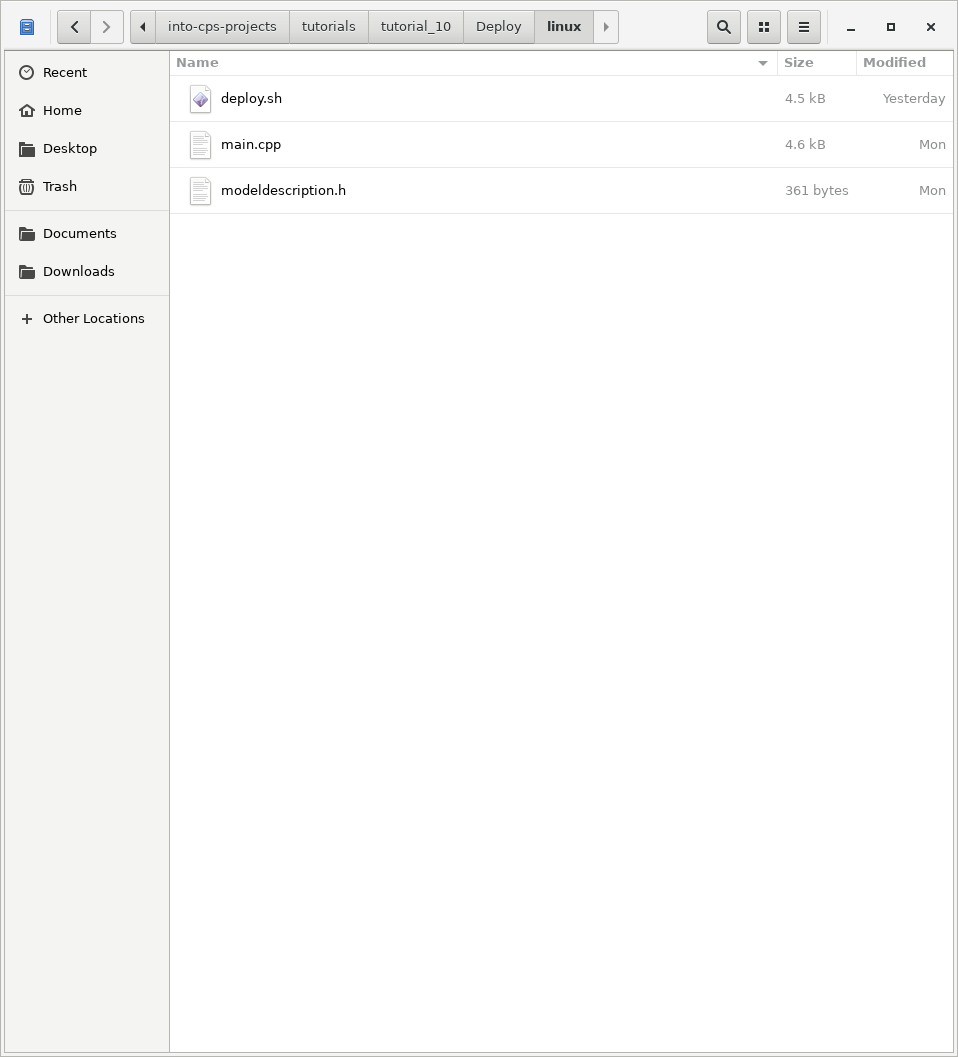 into-cps-projects tutorials tutorial_10 Deploy linux
Name Size Modified
Recent
Home
Desktop
Trash
Documents
Downloads
Other Locations
deploy.sh 4.5 kB Yesterday
main.cpp 4.6 kB Mon
modeldescription.h 361 bytes Mon